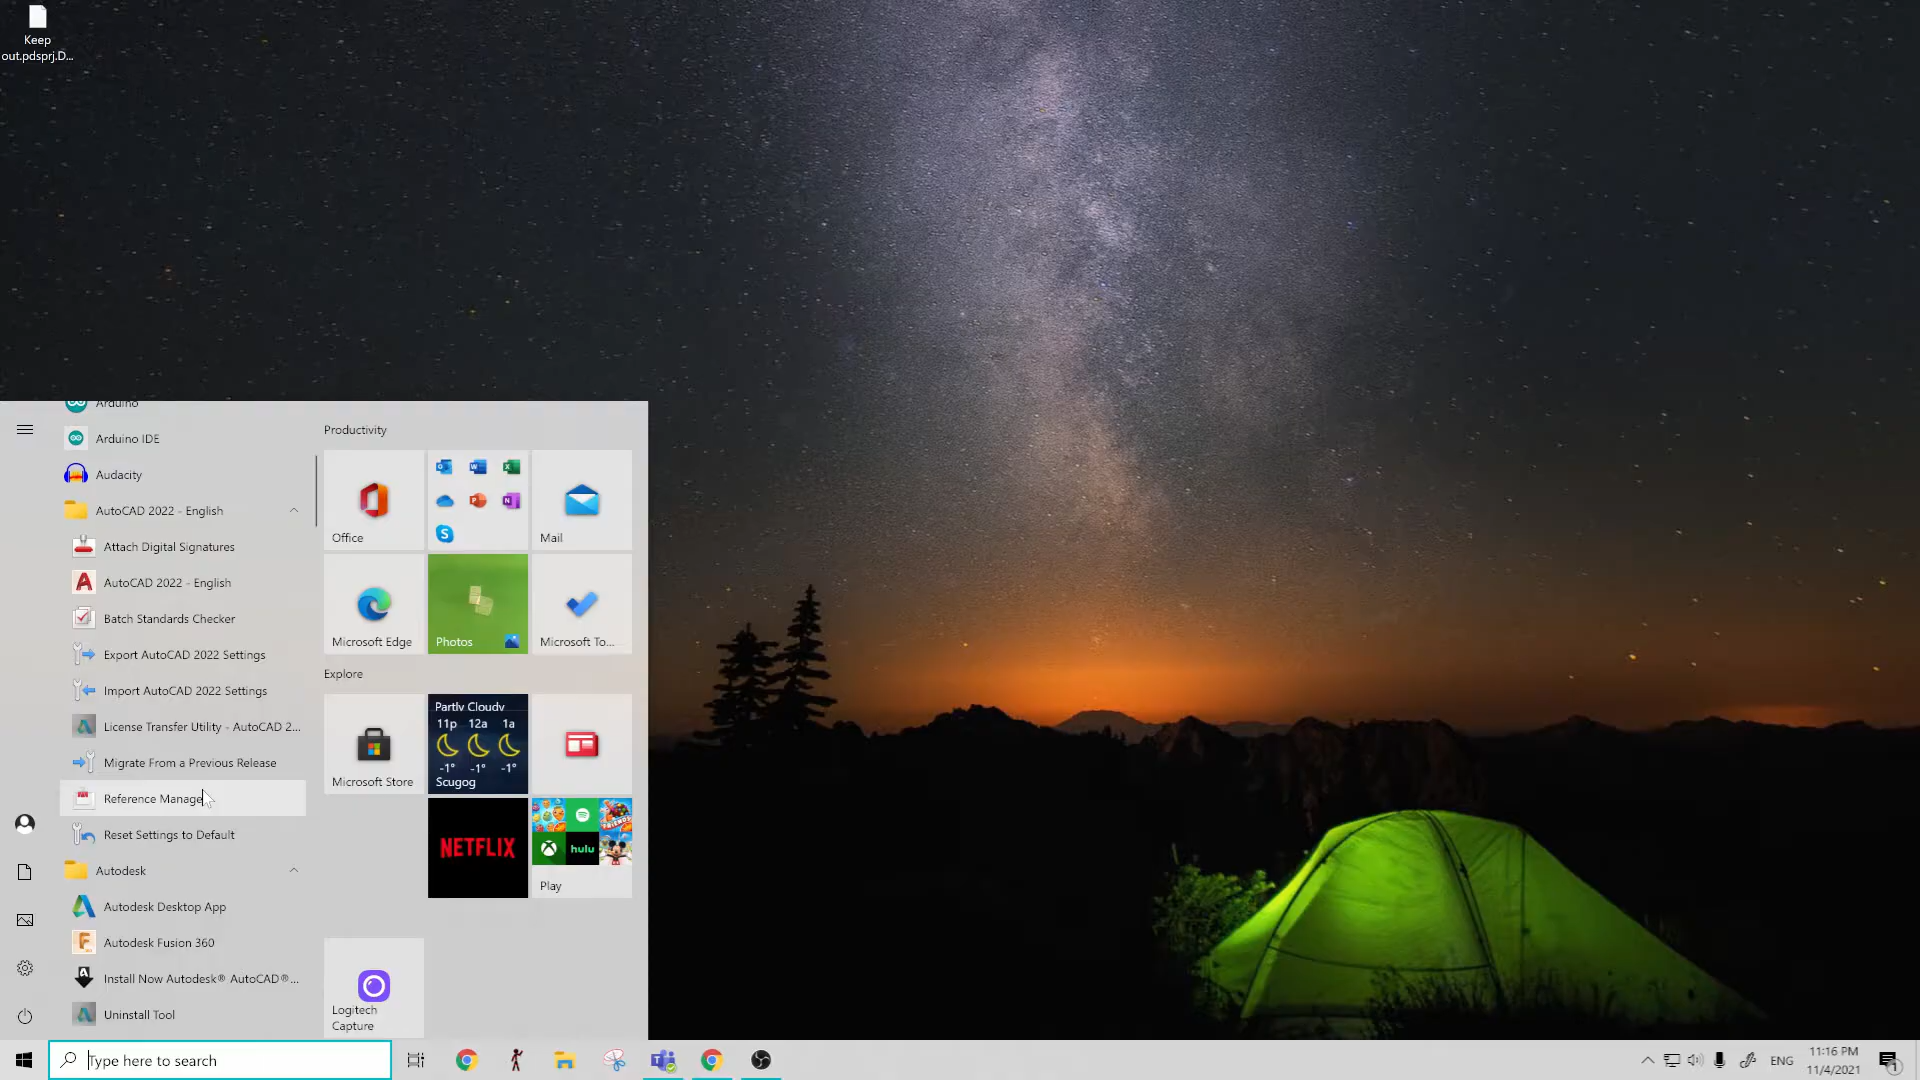 Keep
out.pdsprj.D...
Arduino
Arduino IDE
Audacity
AutoCAD 2022 - English
Attach Digital Signatures
AutoCAD 2022 - English
Batch Standards Checker
Export AutoCAD 2022 Settings
Import AutoCAD 2022 Settings
License Transfer Utility - AutoCAD 2...
Migrate From a Previous Release
Reference Manager
Reset Settings to Default
Autodesk
Autodesk Desktop App
Autodesk Fusion 360
Install Now Autodesk® AutoCAD®...
Uninstall Tool
Productivity
Office
Mail
Microsoft Edge
Photos
Microsoft To...
Explore
Microsoft Store
Partly Cloudy
11p 12a 1a
-1° -1° -1°
Scugog
NETFLIX
hulu
Play
Logitech
Capture
Type here to search
ENG
11:16 PM
11/4/2021
1